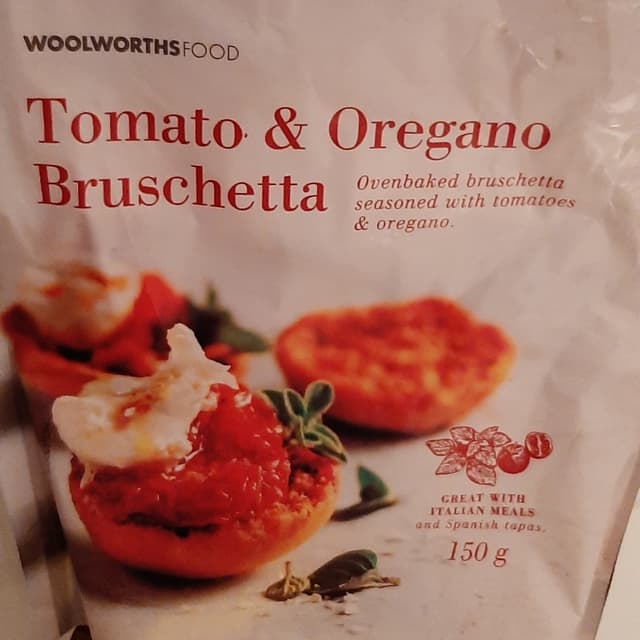 WOOLWORTHSFOOD
Tomato & Oregano
Bruschetta
Ovenbaked bruschetta
seasoned with tomatoes
& oregano.
GREAT WITH
ITALIAN MEALS
and Spanish tapas.
150 g